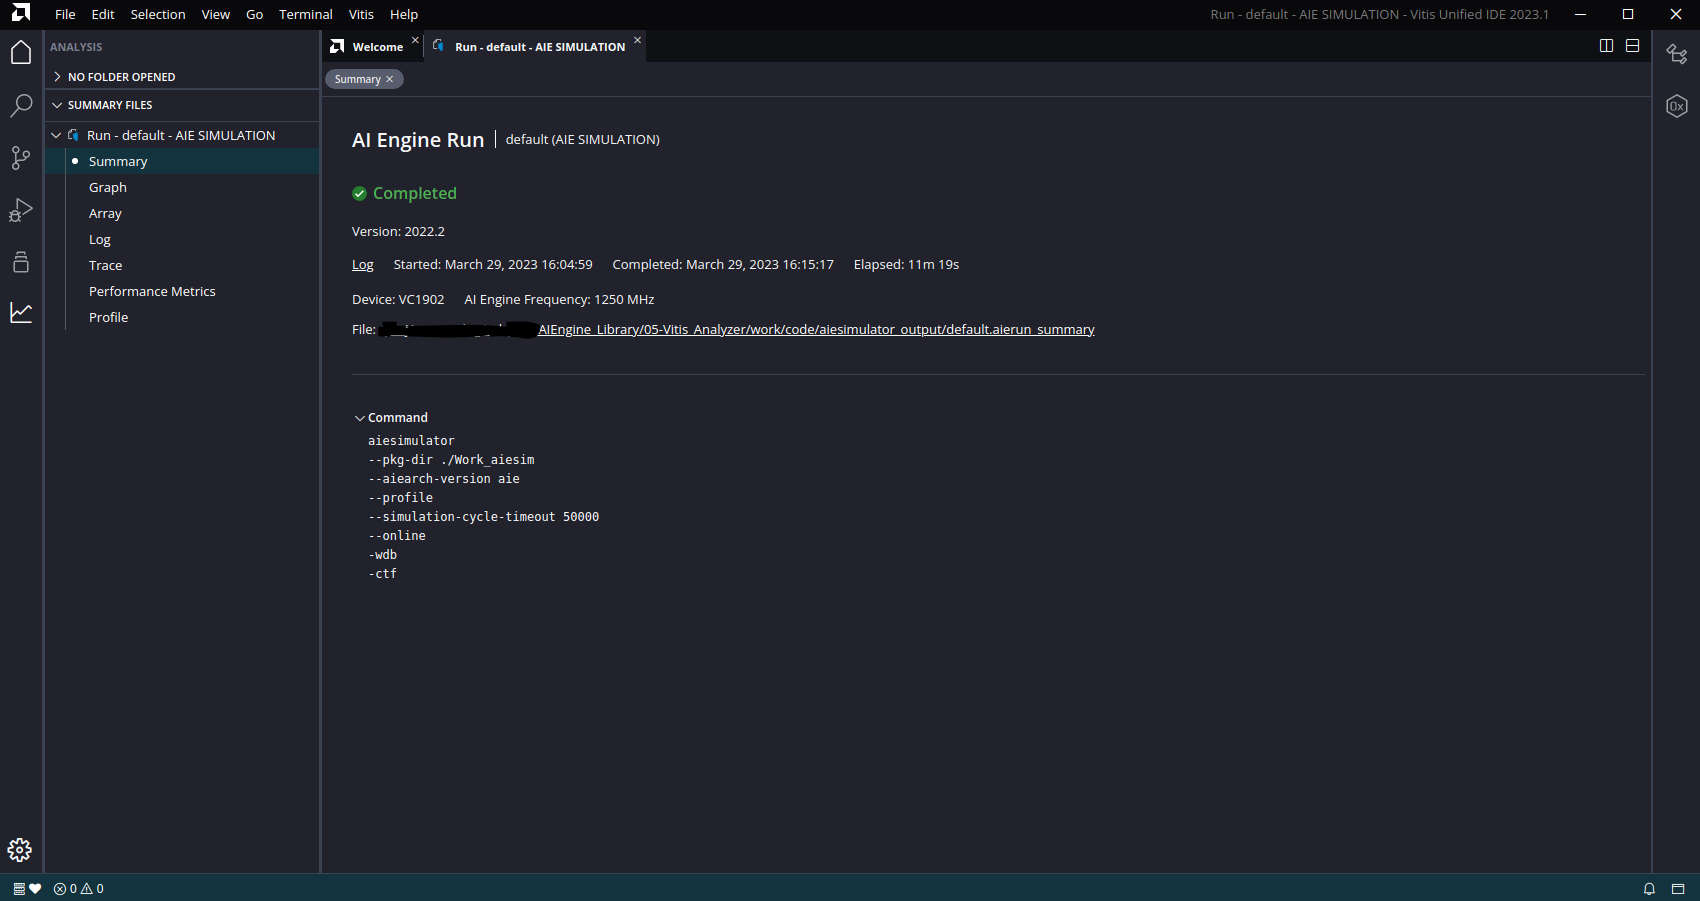 File Edit Selection View Go Terminal Vitis Help
Run - default - AIE SIMULATION - Vitis Unified IDE 2023.1
ANALYSIS
NO FOLDER OPENED
SUMMARY FILES
Run - default - AIE SIMULATION
Summary
Graph
Array
Log
Trace
Performance Metrics
Profile
Welcome
Run - default - AIE SIMULATION
Summary
AI Engine Run
default (AIE SIMULATION)
Completed
Version: 2022.2
Log Started: March 29, 2023 16:04:59 Completed: March 29, 2023 16:15:17 Elapsed: 11m 19s
Device: VC1902 AI Engine Frequency: 1250 MHz
File: AIEngine_Library/05-Vitis_Analyzer/work/code/aiesimulator_output/default.aierun_summary
Command
aiesimulator
--pkg-dir ./Work_aiesim
--aiearch-version aie
--profile
--simulation-cycle-timeout 50000
--online
-wdb
-ctf
0x
0 0